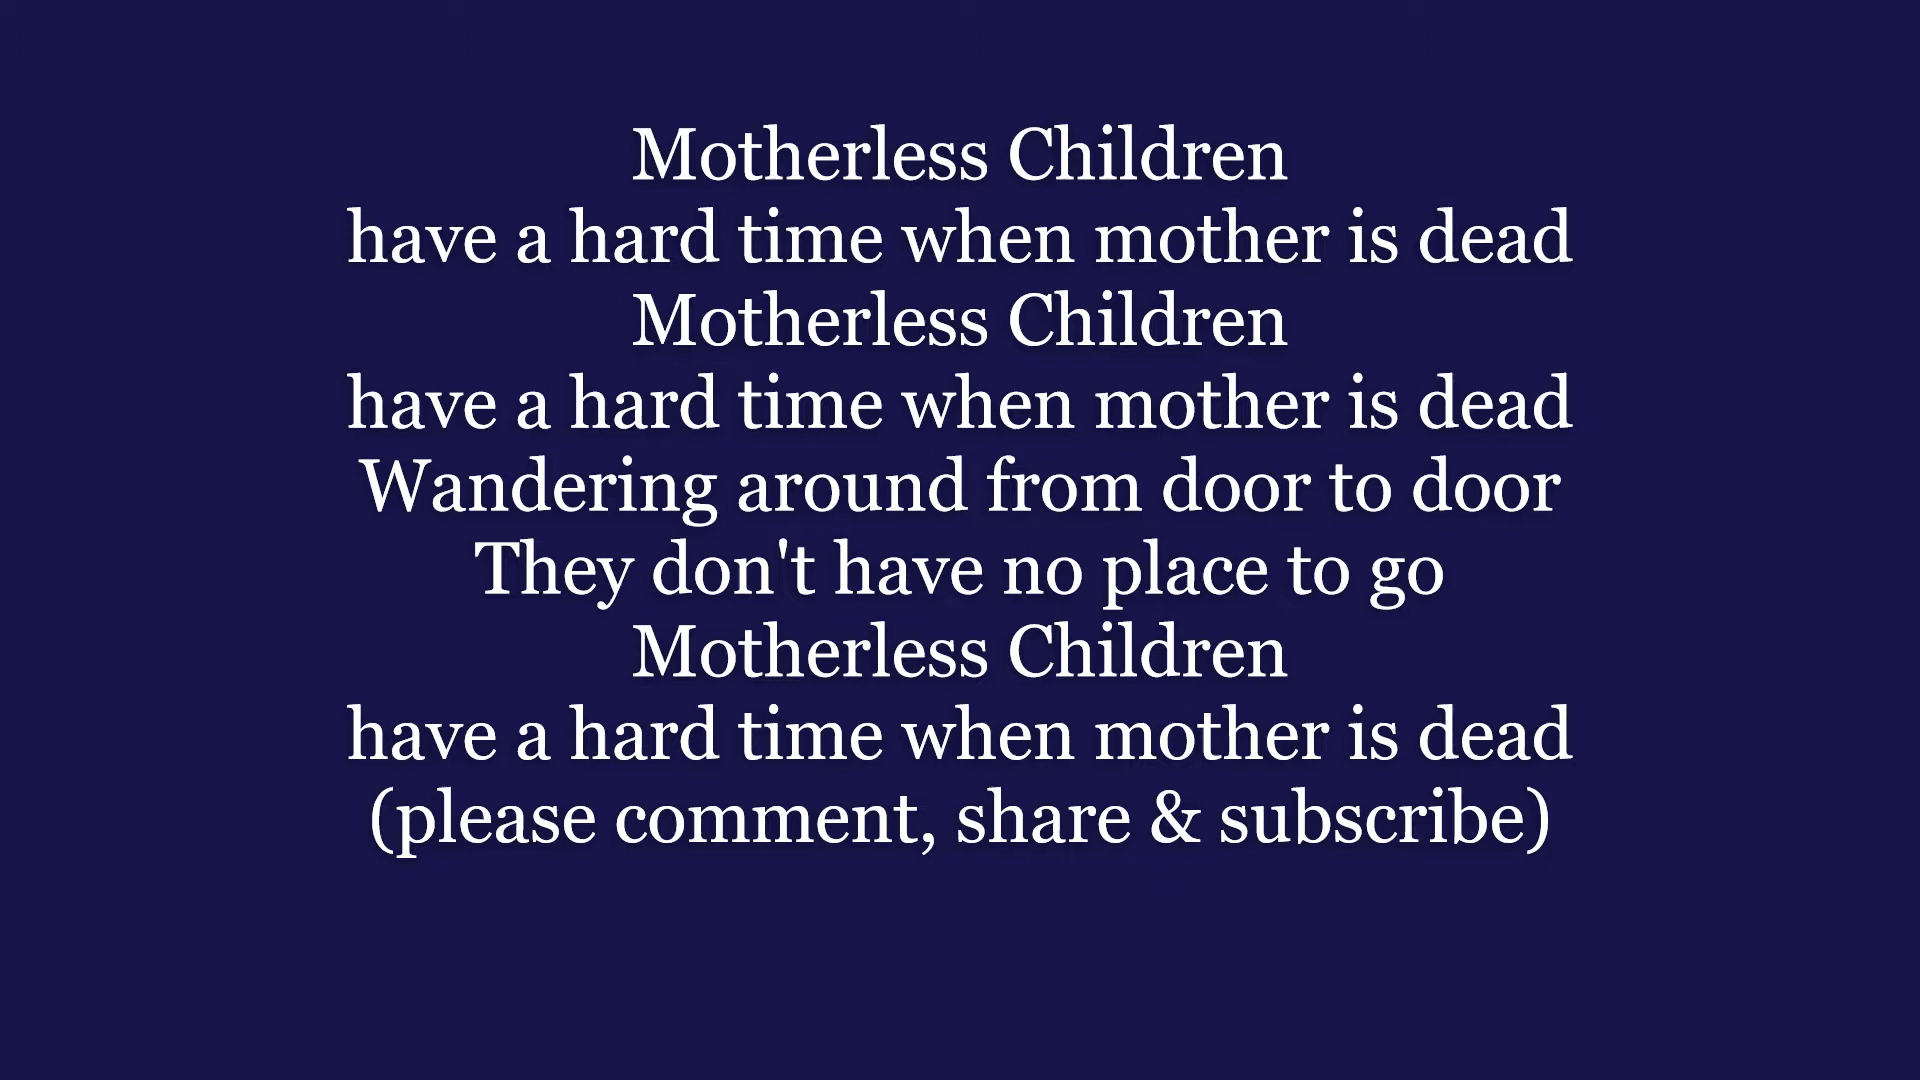 Motherless Children
have a hard time when mother is dead
Motherless Children
have a hard time when mother is dead
Wandering around from door to door
They don't have no place to go
Motherless Children
have a hard time when mother is dead
(please comment, share & subscribe)